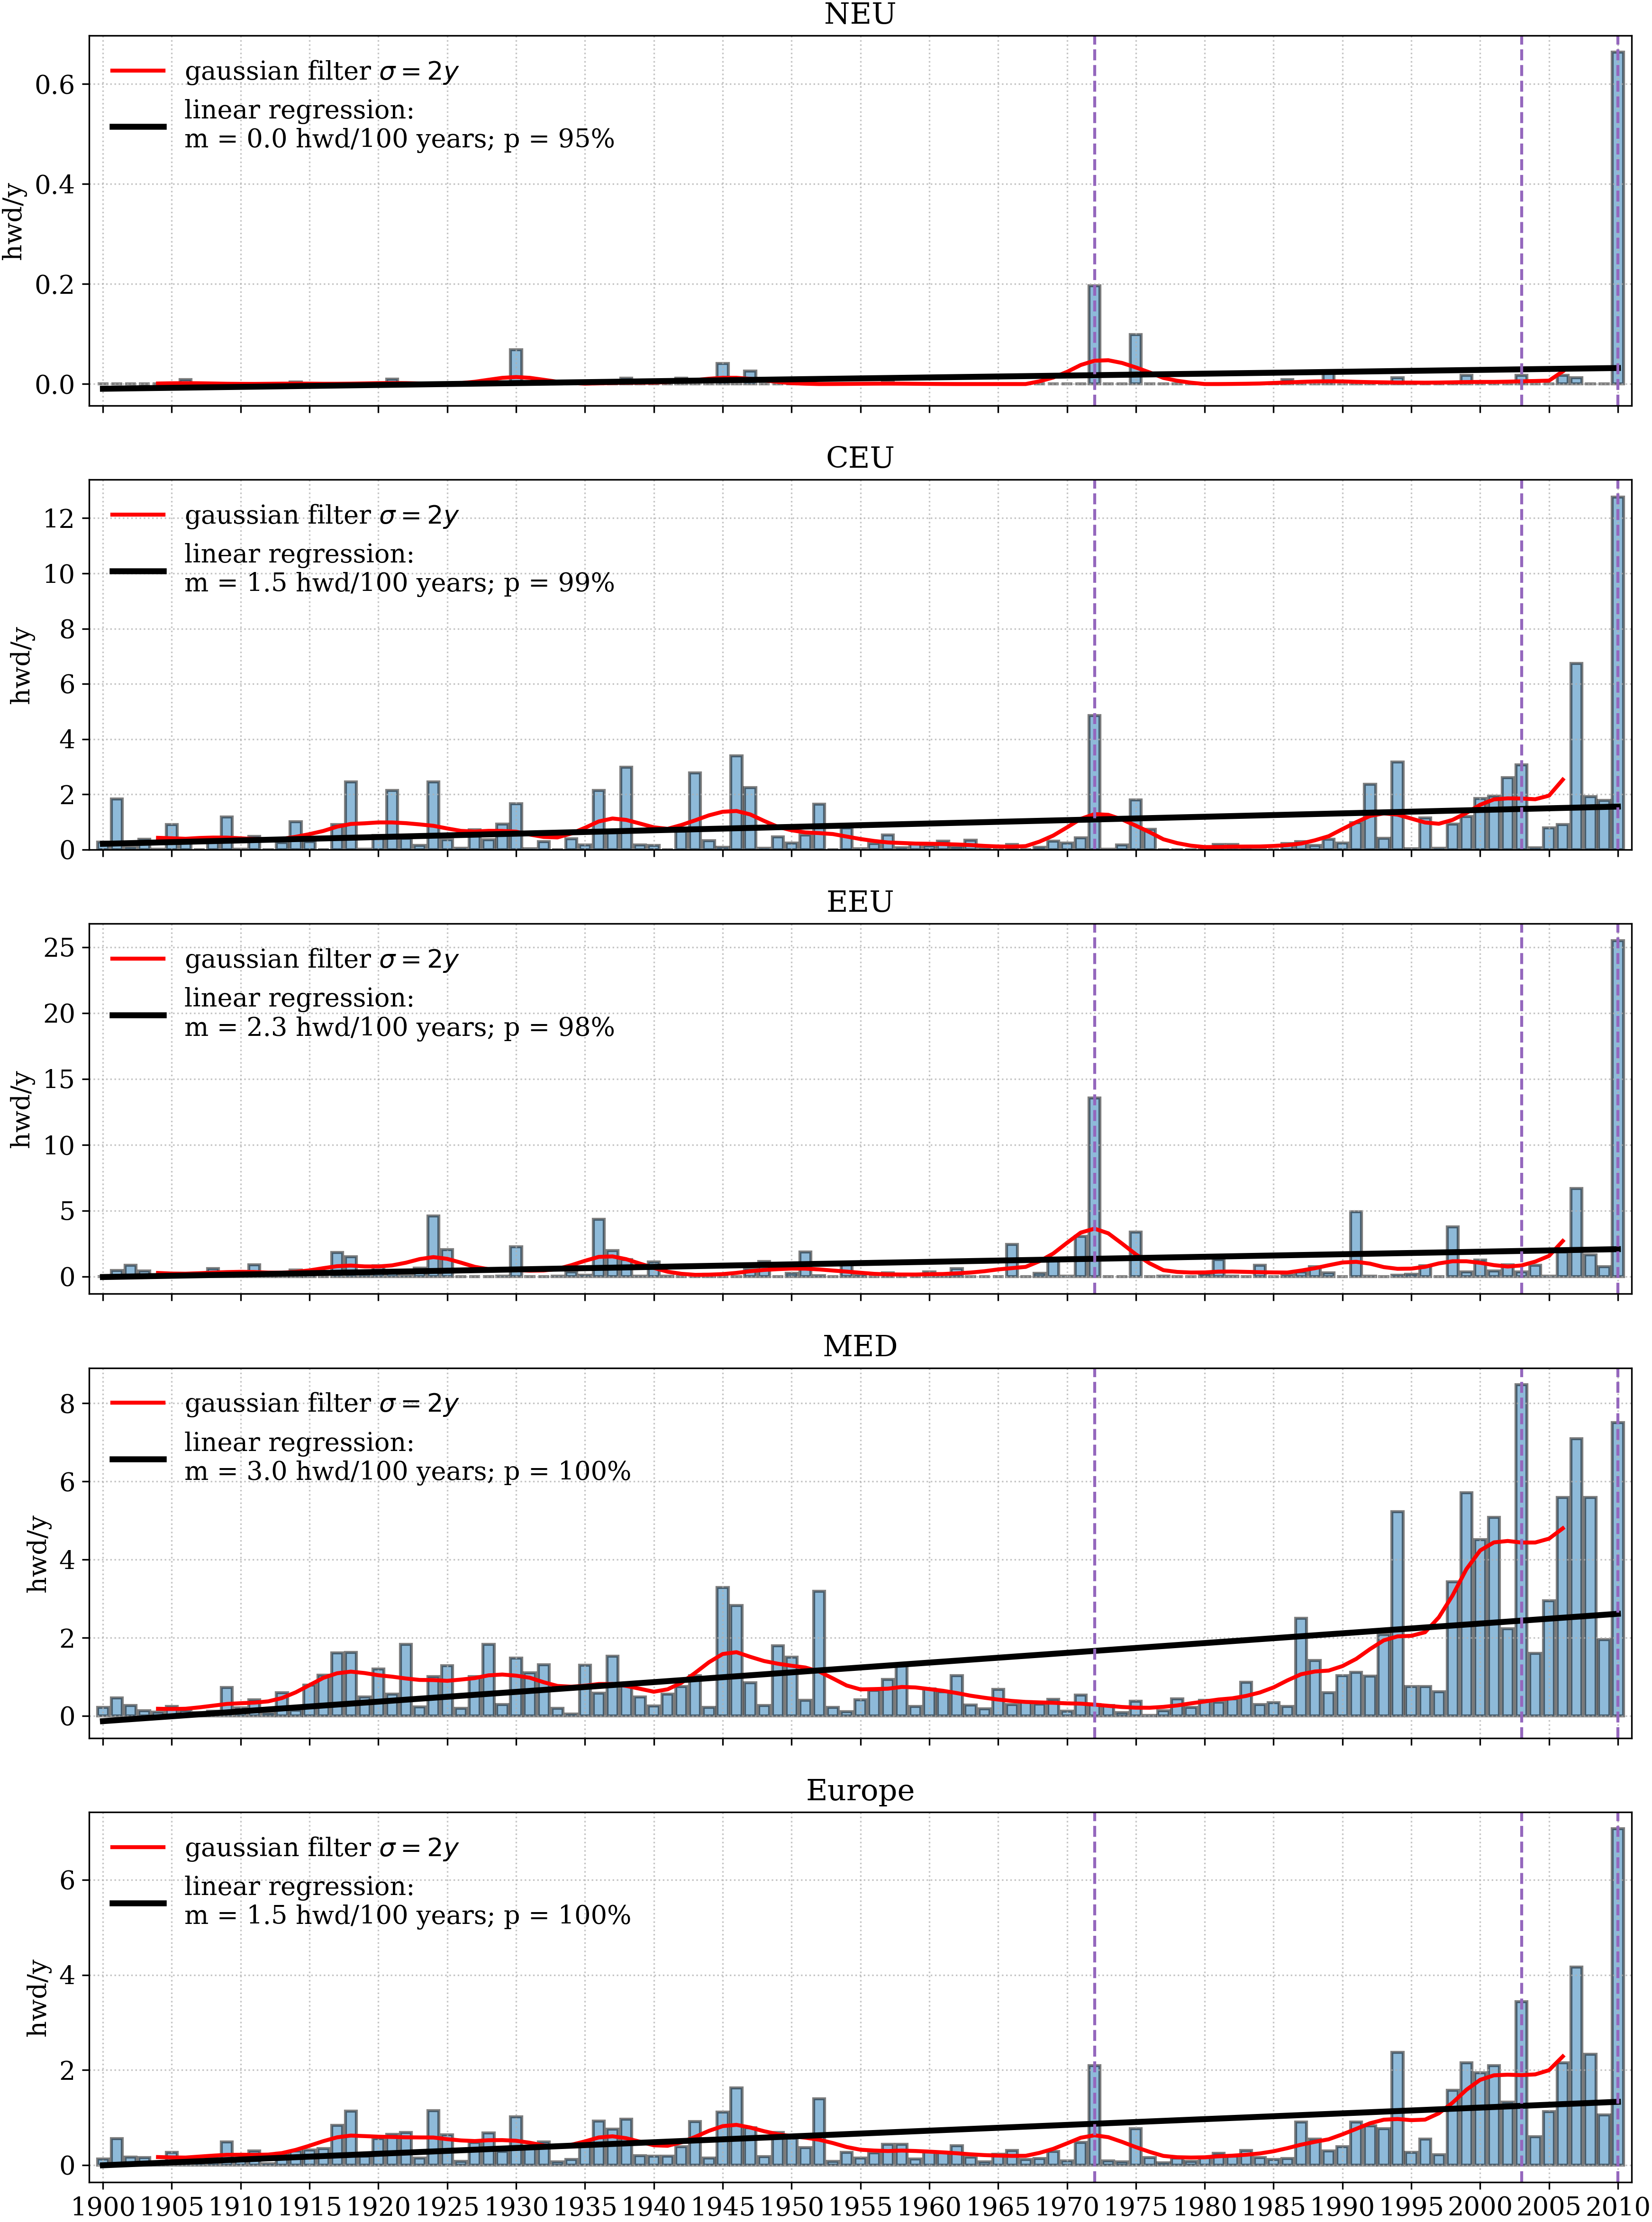 NEU
gaussian filter σ = 2y
linear regression:
m = 0.0 hwd/100 years; p = 95%
hwd/y
0.6
0.4
0.2
0.0
CEU
gaussian filter σ = 2y
linear regression:
m = 1.5 hwd/100 years; p = 99%
hwd/y
12
10
8
6
4
2
0
EEU
gaussian filter σ = 2y
linear regression:
m = 2.3 hwd/100 years; p = 98%
hwd/y
25
20
15
10
5
0
MED
gaussian filter σ = 2y
linear regression:
m = 3.0 hwd/100 years; p = 100%
hwd/y
8
6
4
2
0
Europe
gaussian filter σ = 2y
linear regression:
m = 1.5 hwd/100 years; p = 100%
hwd/y
6
4
2
0
1900 1905 1910 1915 1920 1925 1930 1935 1940 1945 1950 1955 1960 1965 1970 1975 1980 1985 1990 1995 2000 2005 2010